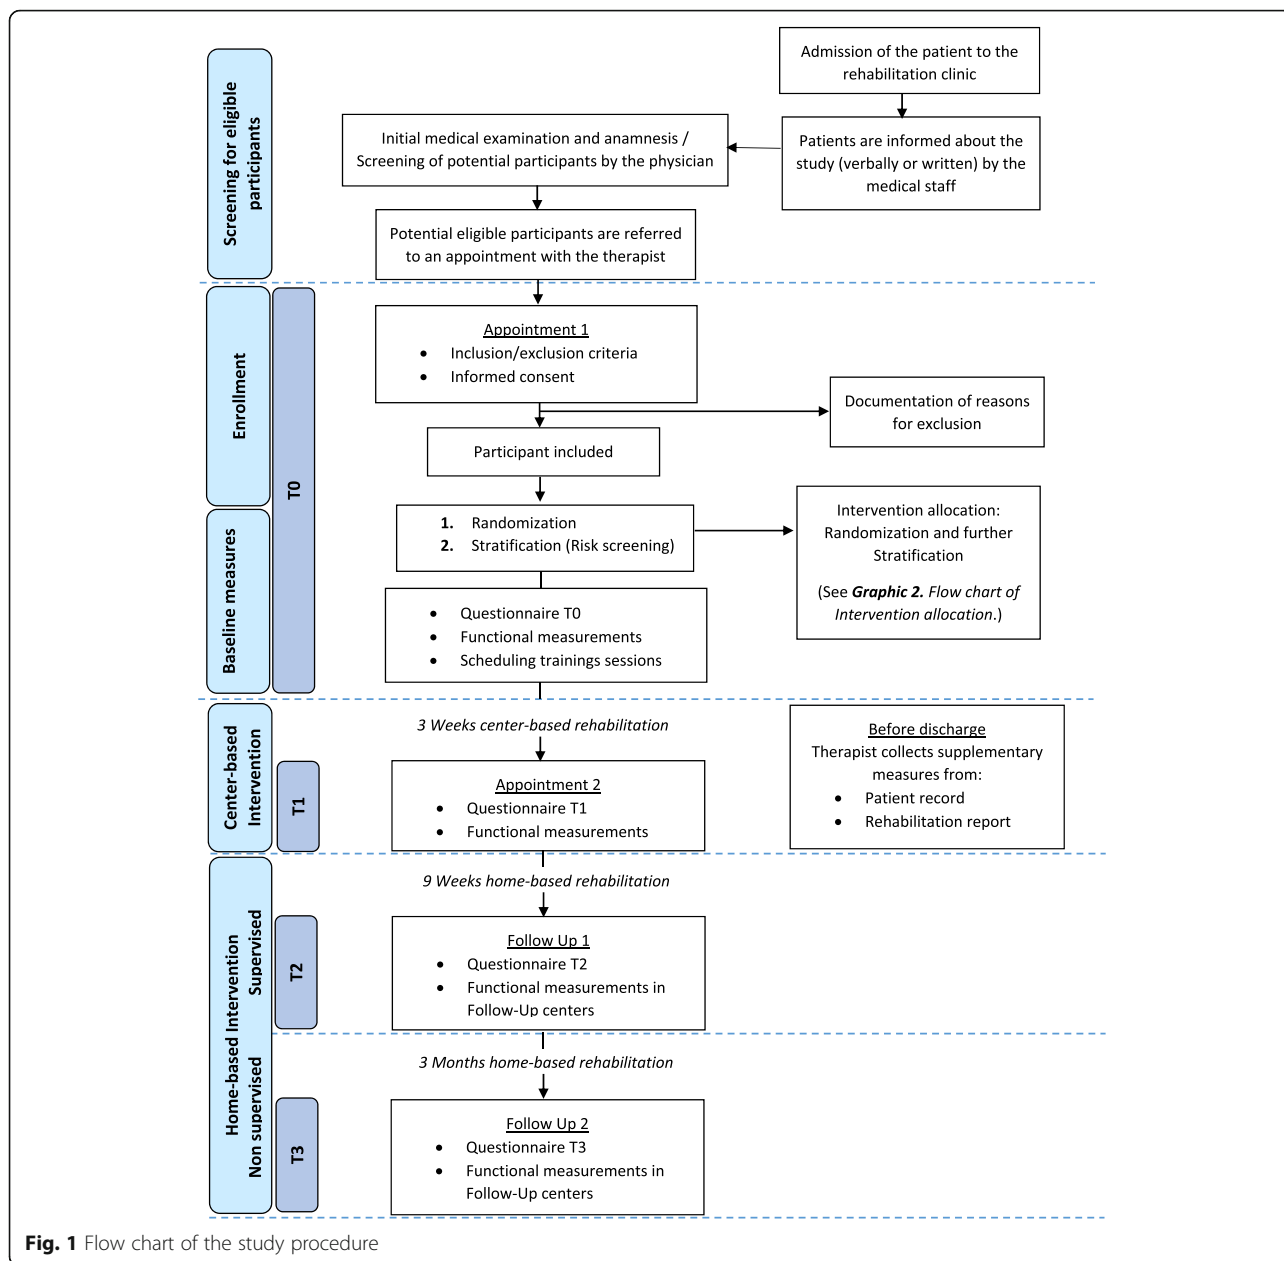 Screening for eligible
participants
Admission of the patient to the
rehabilitation clinic
Patients are informed about the
study (verbally or written) by the
medical staff
Initial medical examination and anamnesis /
Screening of potential participants by the physician
Potential eligible participants are referred
to an appointment with the therapist
Enrollment
T0
Appointment 1
• Inclusion/exclusion criteria
• Informed consent
Documentation of reasons
for exclusion
Participant included
1. Randomization
2. Stratification (Risk screening)
Intervention allocation:
Randomization and further
Stratification
(See Graphic 2. Flow chart of
Intervention allocation.)
Baseline measures
• Questionnaire T0
• Functional measurements
• Scheduling trainings sessions
Center-based
Intervention
T1
3 Weeks center-based rehabilitation
Appointment 2
• Questionnaire T1
• Functional measurements
Before discharge
Therapist collects supplementary
measures from:
• Patient record
• Rehabilitation report
Home-based Intervention
Supervised
T2
9 Weeks home-based rehabilitation
Follow Up 1
• Questionnaire T2
• Functional measurements in
Follow-Up centers
Non supervised
T3
3 Months home-based rehabilitation
Follow Up 2
• Questionnaire T3
• Functional measurements in
Follow-Up centers
Fig. 1 Flow chart of the study procedure